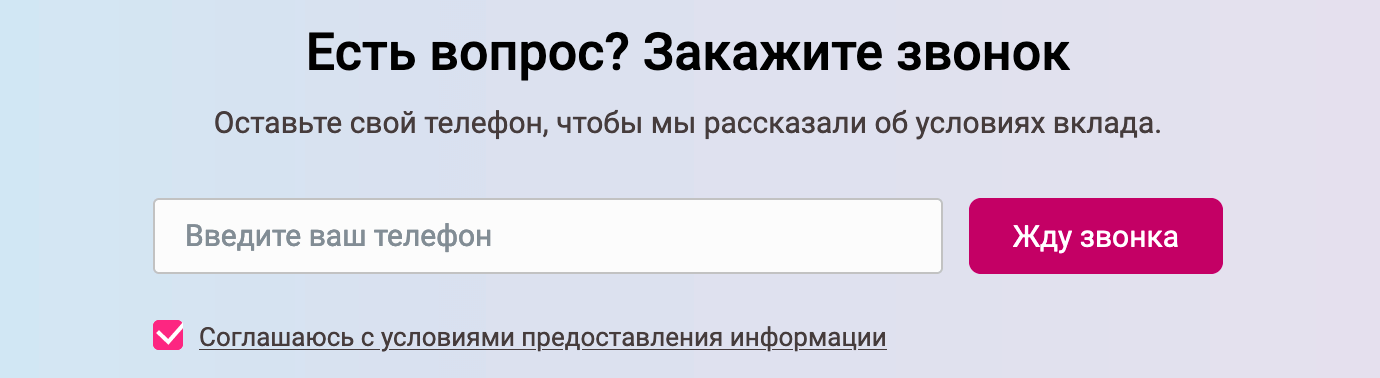 Есть вопрос? Закажите звонок
Оставьте свой телефон, чтобы мы рассказали об условиях вклада.
Введите ваш телефон
Жду звонка
Соглашаюсь с условиями предоставления информации